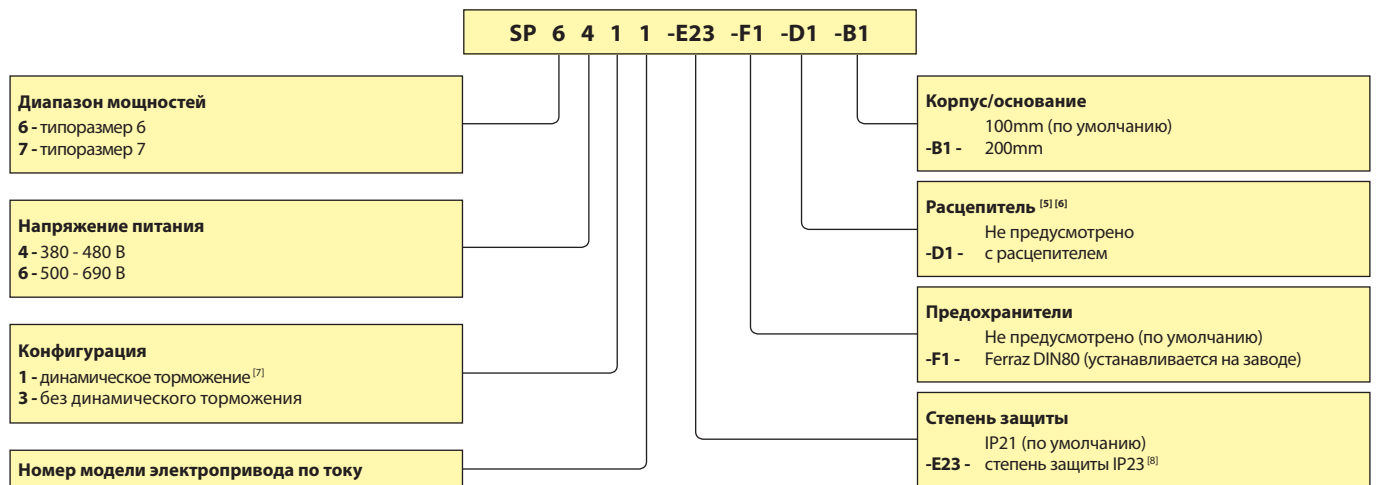 SP 6 4 1 1 -E23 -F1 -D1 -B1
Диапазон мощностей
6 - типоразмер 6
7 - типоразмер 7
Напряжение питания
4 - 380 - 480 В
6 - 500 - 690 В
Конфигурация
1 - динамическое торможение [7]
3 - без динамического торможения
Номер модели электропривода по току
Корпус/основание
100mm (по умолчанию)
-B1 - 200mm
Расцепитель [5] [6]
Не предусмотрено
-D1 - с расцепителем
Предохранители
Не предусмотрено (по умолчанию)
-F1 - Ferraz DIN80 (устанавливается на заводе)
Степень защиты
IP21 (по умолчанию)
-E23 - степень защиты IP23 [8]